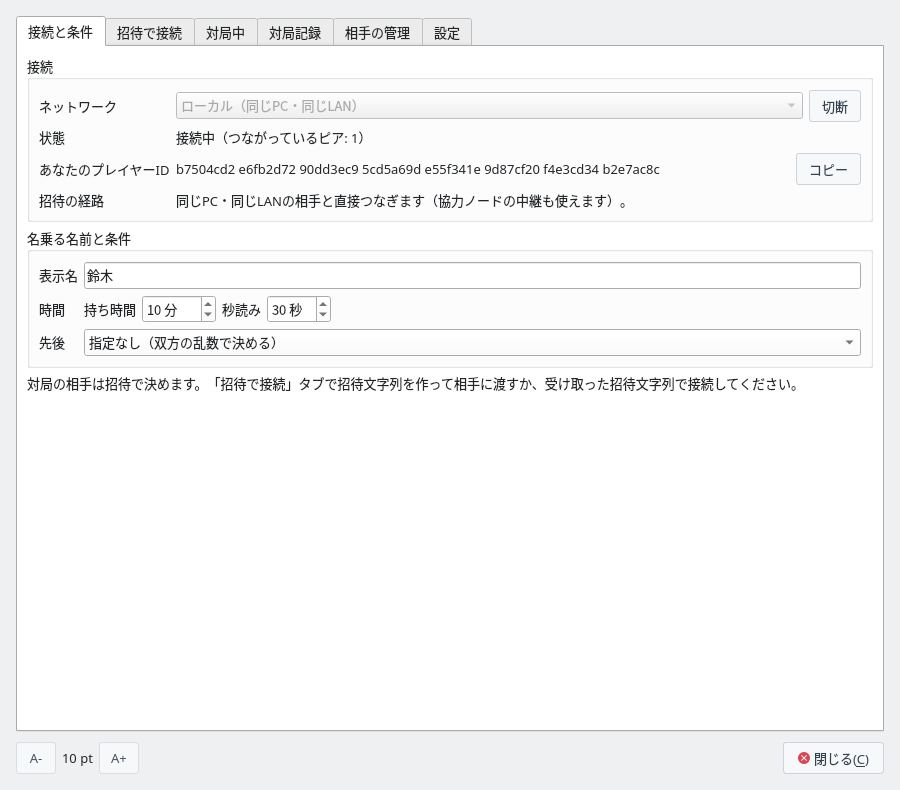 接続と条件 招待で接続 対局中 対局記録 相手の管理 設定
接続
ネットワーク ローカル（同じPC・同じLAN） 切断
状態 接続中（つながっているピア: 1）
あなたのプレイヤーID b7504cd2 e6fb2d72 90dd3ec9 5cd5a69d e55f341e 9d87cf20 f4e3cd34 b2e7ac8c コピー
招待の経路 同じPC・同じLANの相手と直接つなぎます（協力ノードの中継も使えます）。
名乗る名前と条件
表示名 鈴木
時間 持ち時間 10 分 秒読み 30 秒
先後 指定なし（双方の乱数で決める）
対局の相手は招待で決めます。「招待で接続」タブで招待文字列を作って相手に渡すか、受け取った招待文字列で接続してください。
A- 10 pt A+ 閉じる(C)